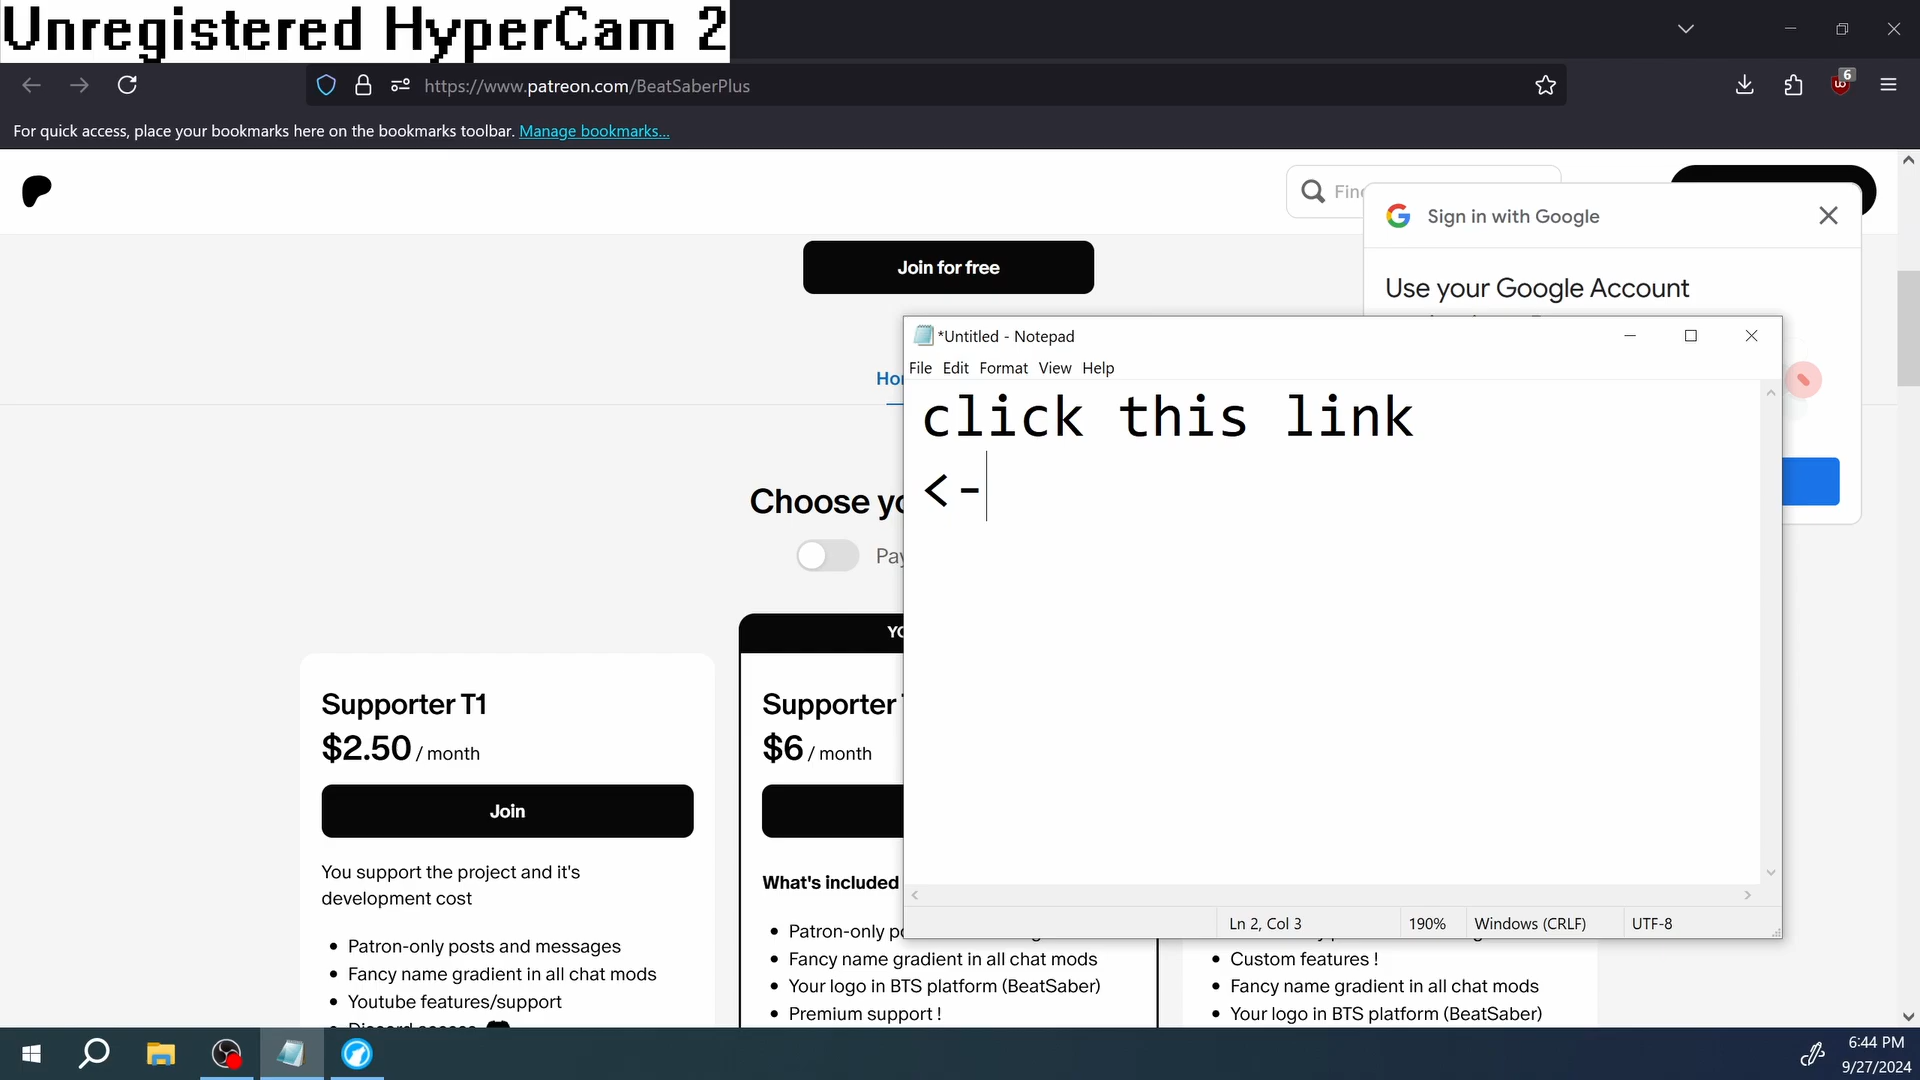 Unregistered HyperCam 2
https://www.patreon.com/BeatSaberPlus
6
For quick access, place your bookmarks here on the bookmarks toolbar. Manage bookmarks...
Sign in with Google
Use your Google Account
Join for free
*Untitled - Notepad
File Edit Format View Help
click this link
<-
Ln 2, Col 3
190%
Windows (CRLF)
UTF-8
Choose
Supporter T1
$2.50 / month
Join
You support the project and it's
development cost
• Patron-only posts and messages
• Fancy name gradient in all chat mods
• Youtube features/support
Supporter
$6 / month
What's included
• Patron-only
• Fancy name gradient in all chat mods
• Your logo in BTS platform (BeatSaber)
• Premium support !
• Custom features !
• Fancy name gradient in all chat mods
• Your logo in BTS platform (BeatSaber)
6:44 PM
9/27/2024